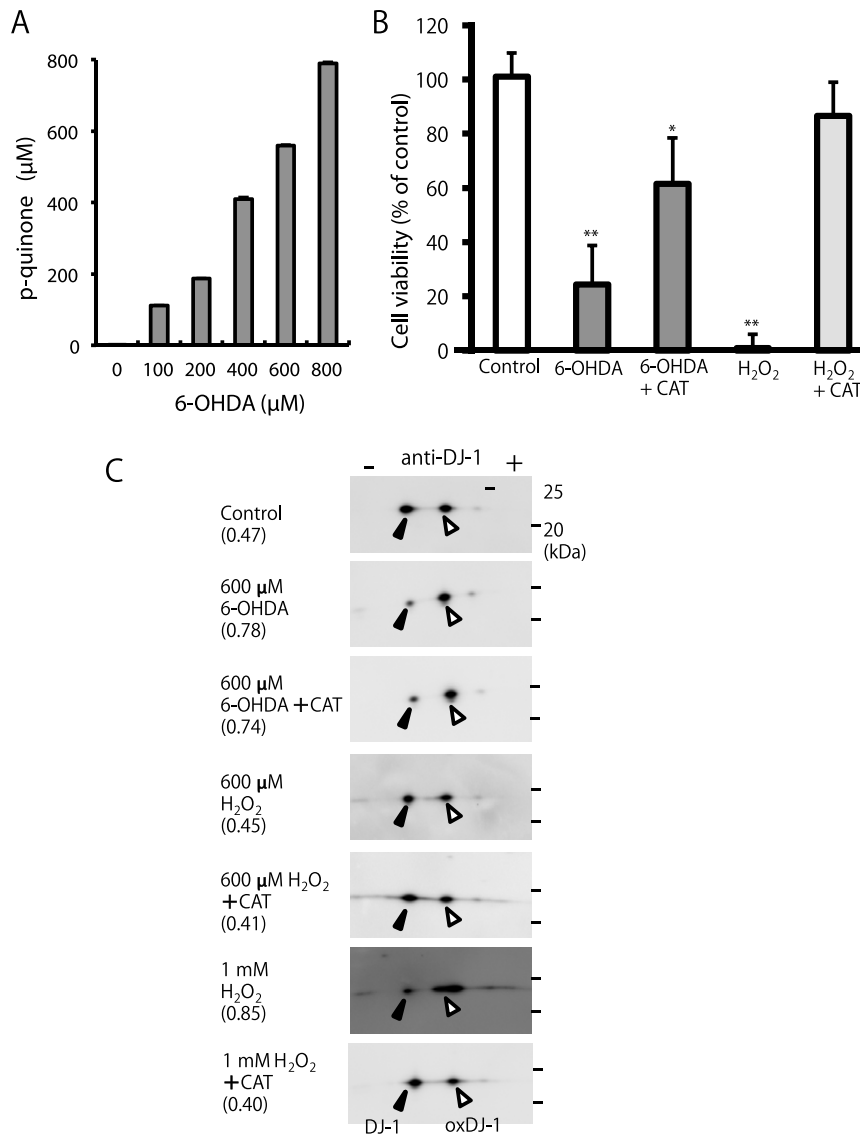 A
p-quinone (µM)
800
600
400
200
0
0 100 200 400 600 800
6-OHDA (µM)
B
Cell viability (% of control)
120
100
80
60
40
20
0
**
*
**
Control
6-OHDA
6-OHDA
+ CAT
H₂O₂
H₂O₂
+ CAT
C
− anti-DJ-1 +
Control
(0.47)
25
20
(kDa)
600 µM
6-OHDA
(0.78)
600 µM
6-OHDA +CAT
(0.74)
600 µM
H₂O₂
(0.45)
600 µM H₂O₂
+CAT
(0.41)
1 mM
H₂O₂
(0.85)
1 mM H₂O₂
+CAT
(0.40)
DJ-1 oxDJ-1